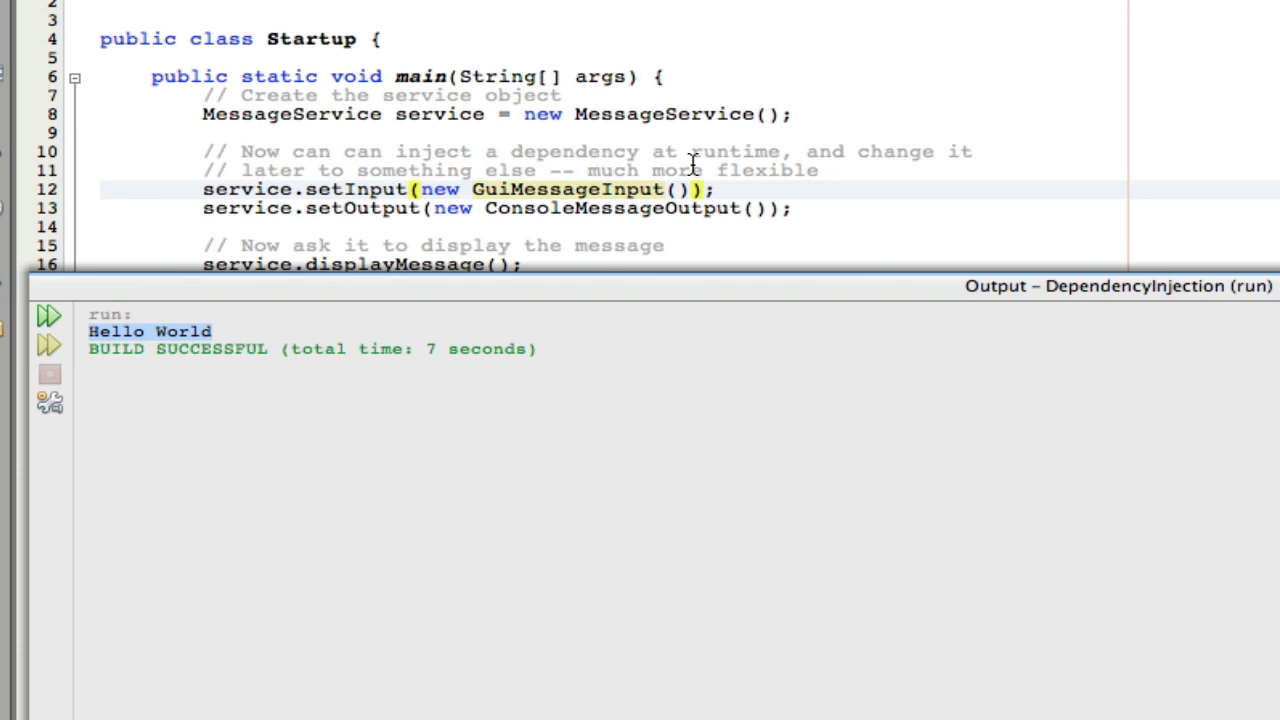 2
3
4 public class Startup {
5
6 public static void main(String[] args) {
7 // Create the service object
8 MessageService service = new MessageService();
9
10 // Now can can inject a dependency at runtime, and change it
11 // later to something else -- much more flexible
12 service.setInput(new GuiMessageInput());
13 service.setOutput(new ConsoleMessageOutput());
14
15 // Now ask it to display the message
16 service.displayMessage();
Output – DependencyInjection (run)
run:
Hello World
BUILD SUCCESSFUL (total time: 7 seconds)